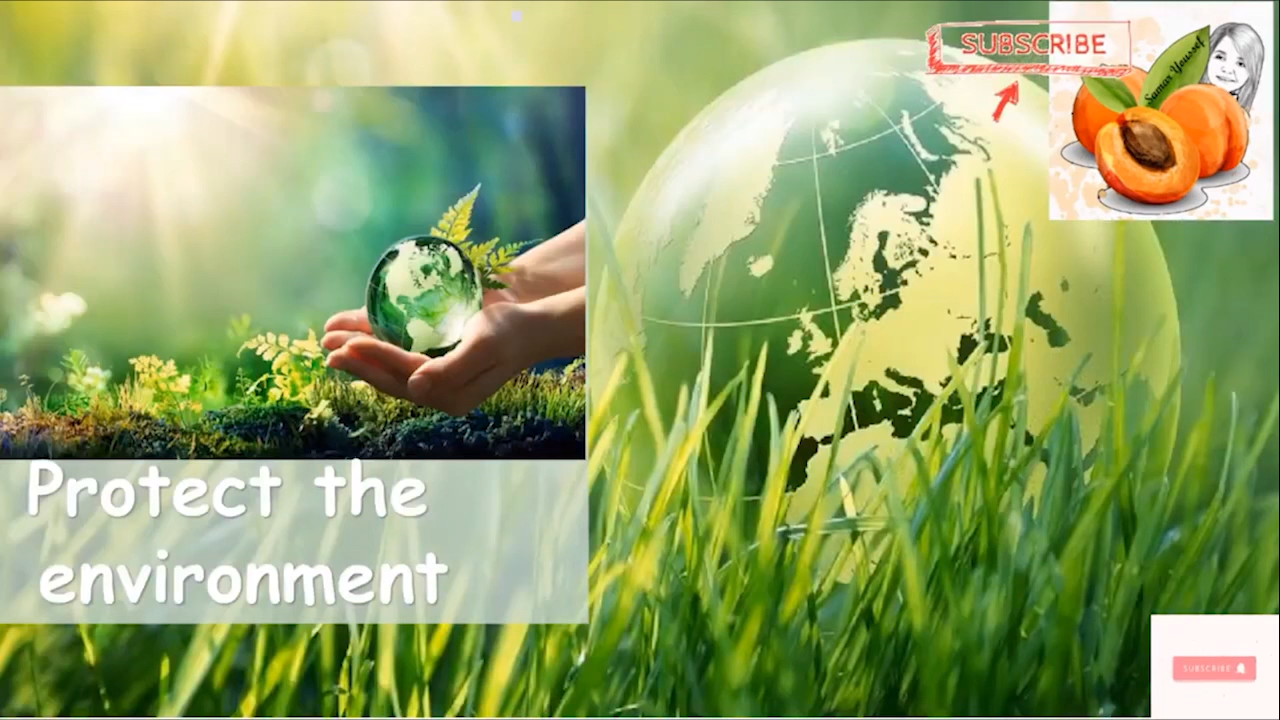 SUBSCRIBE
Samar Youssef
Protect the
environment
SUBSCRIBE